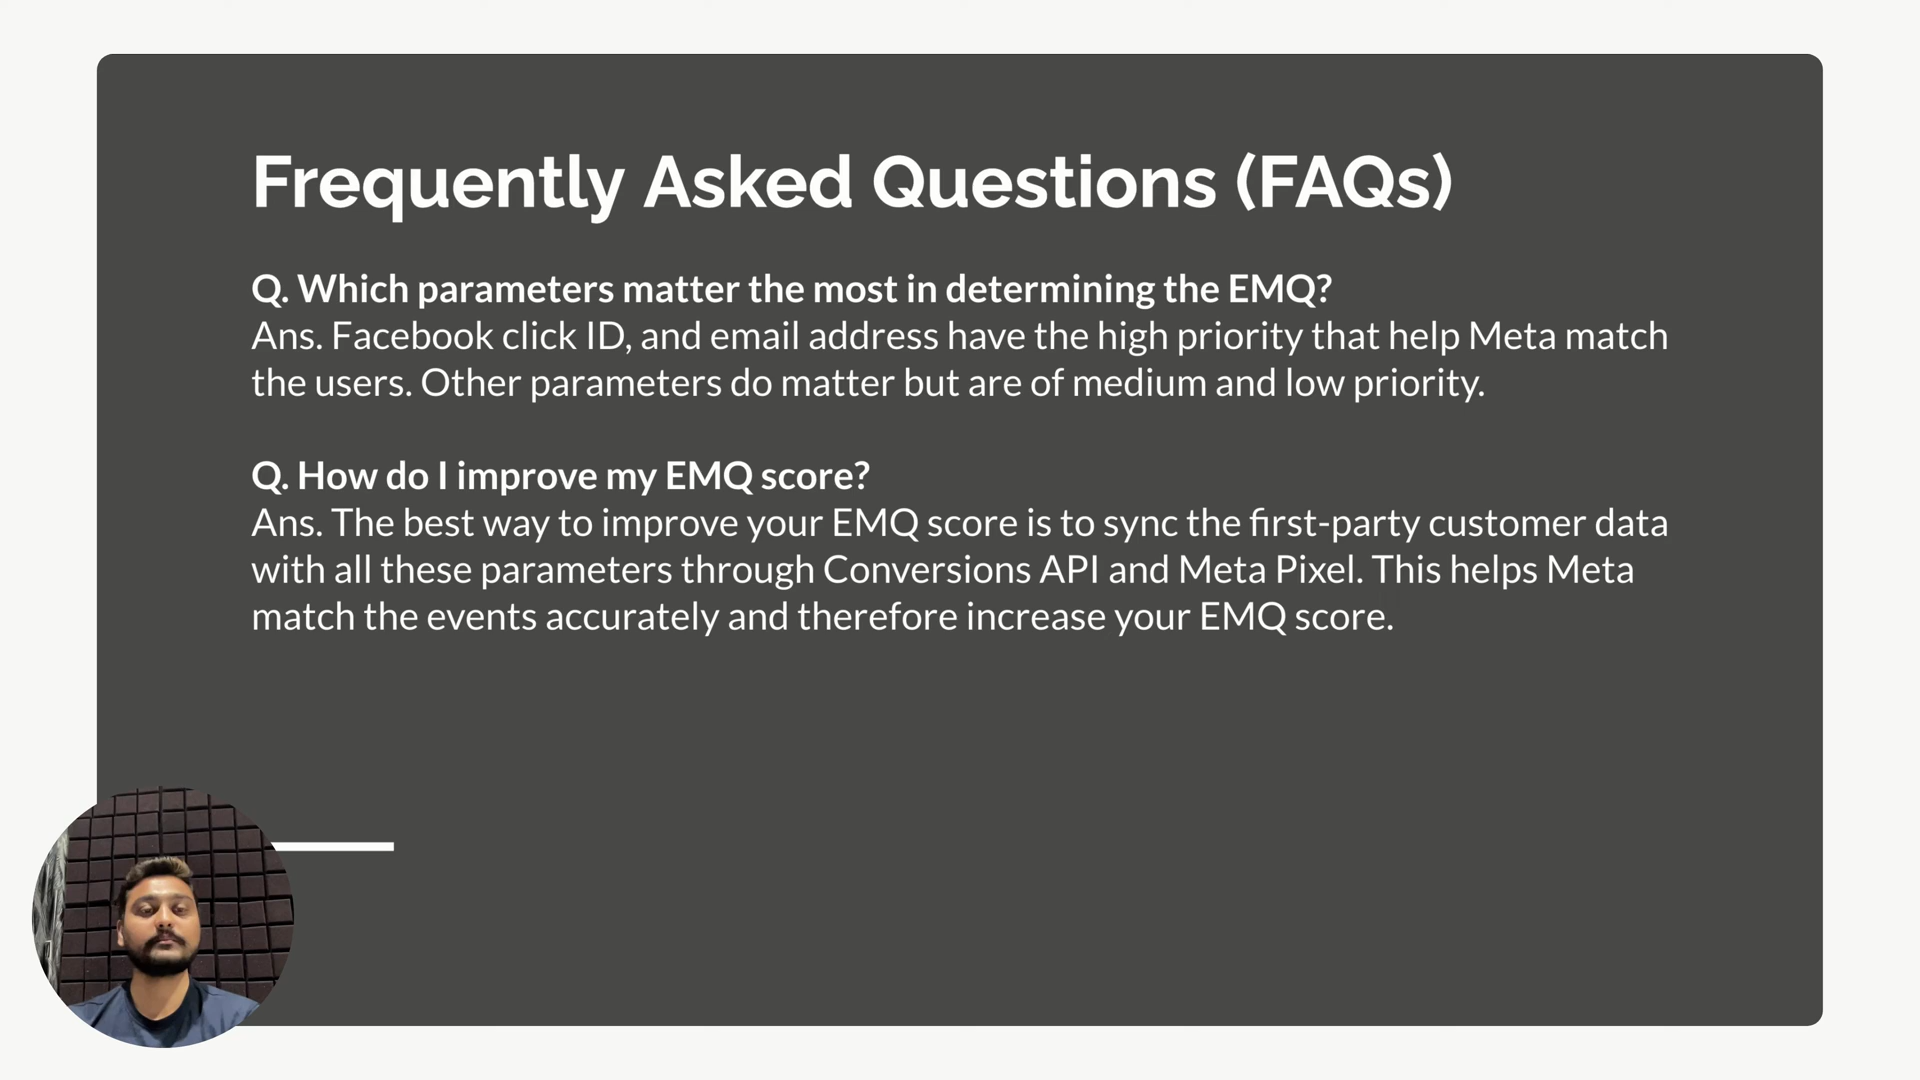 Frequently Asked Questions (FAQs)
Q. Which parameters matter the most in determining the EMQ?
Ans. Facebook click ID, and email address have the high priority that help Meta match
the users. Other parameters do matter but are of medium and low priority.
Q. How do I improve my EMQ score?
Ans. The best way to improve your EMQ score is to sync the first-party customer data
with all these parameters through Conversions API and Meta Pixel. This helps Meta
match the events accurately and therefore increase your EMQ score.